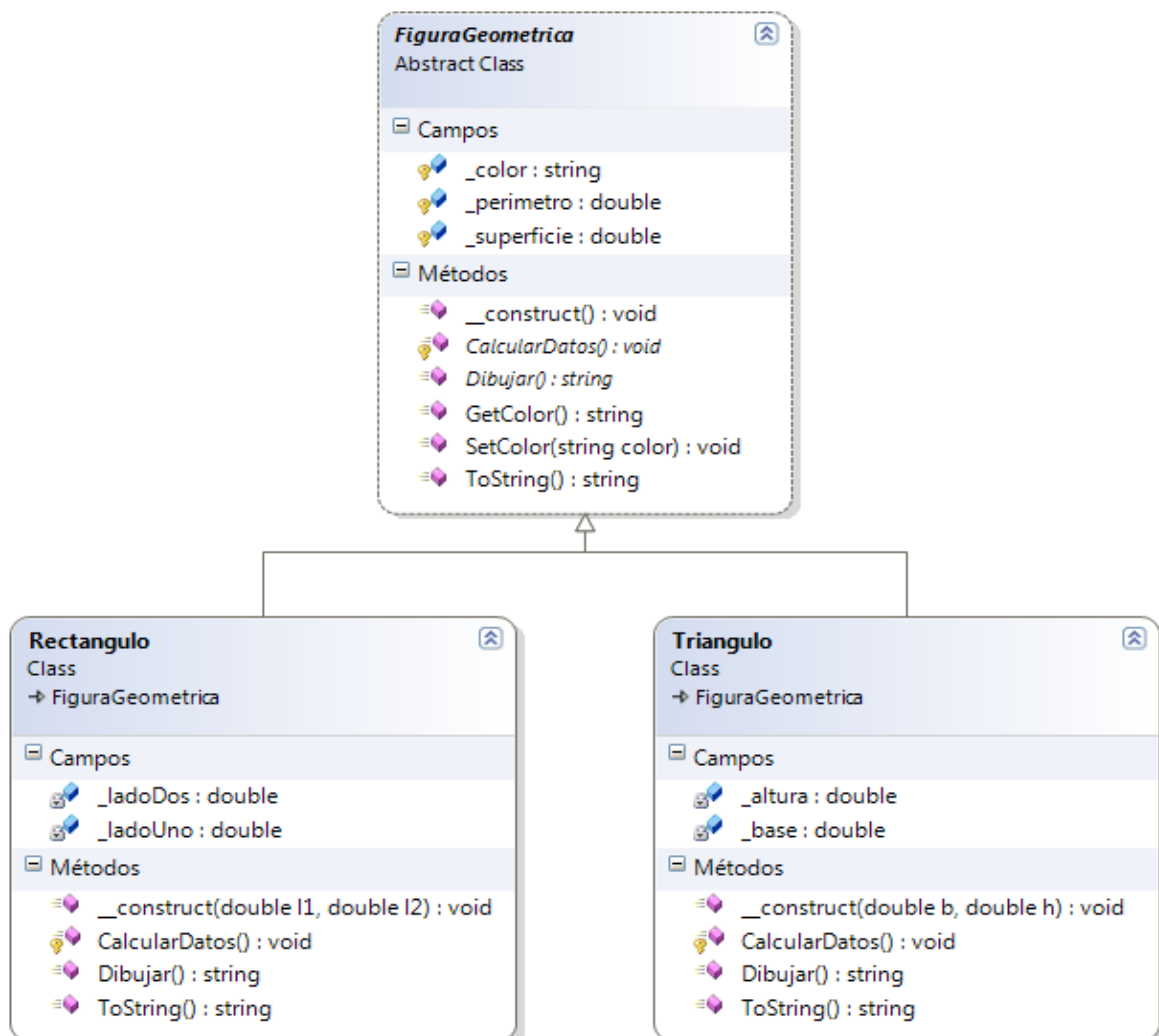 FiguraGeometrica
Abstract Class
Campos
_color : string
_perimetro : double
_superficie : double
Métodos
__construct() : void
CalcularDatos() : void
Dibujar() : string
GetColor() : string
SetColor(string color) : void
ToString() : string
Rectangulo
Class
FiguraGeometrica
Campos
_ladoDos : double
_ladoUno : double
Métodos
__construct(double l1, double l2) : void
CalcularDatos() : void
Dibujar() : string
ToString() : string
Triangulo
Class
FiguraGeometrica
Campos
_altura : double
_base : double
Métodos
__construct(double b, double h) : void
CalcularDatos() : void
Dibujar() : string
ToString() : string